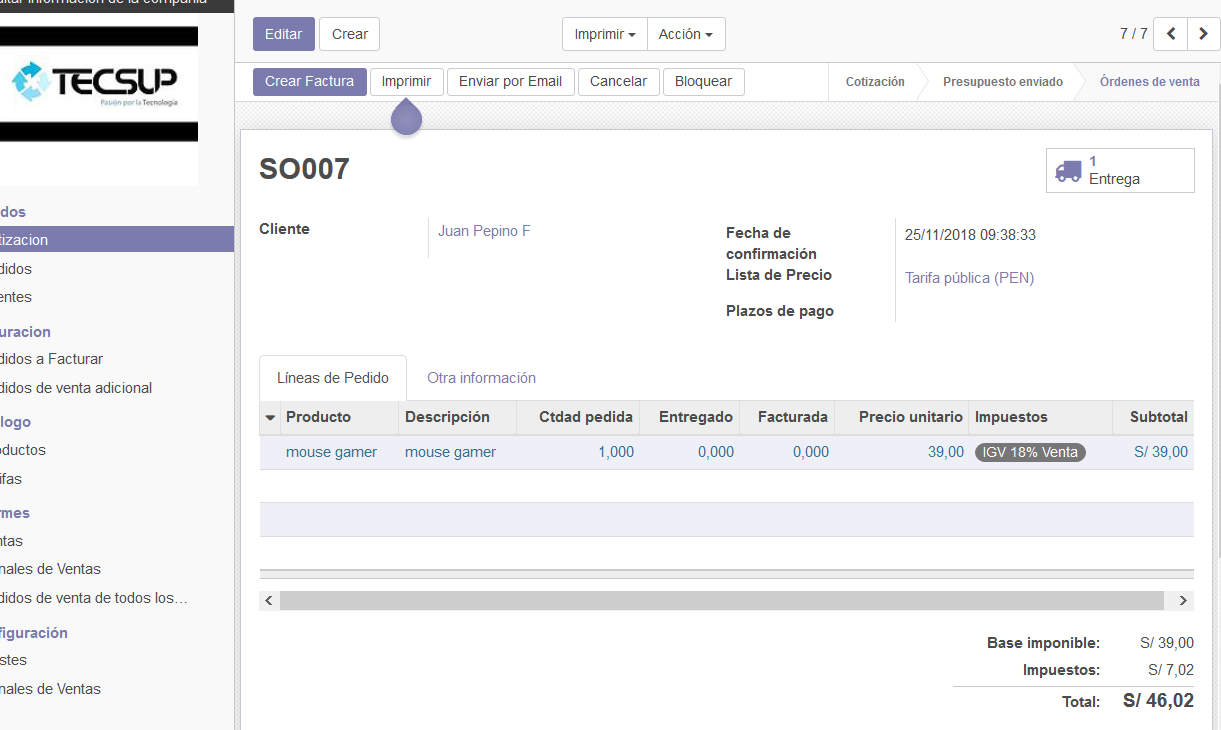 ditar información de la compañía
Editar
Crear
Imprimir
Acción
7 / 7
Crear Factura
Imprimir
Enviar por Email
Cancelar
Bloquear
Cotización
Presupuesto enviado
Órdenes de venta
TECSUP
Pasión por la Tecnología
dos
tizacion
didos
entes
uracion
didos a Facturar
didos de venta adicional
logo
oductos
ifas
rmes
ntas
nales de Ventas
didos de venta de todos los...
figuración
stes
nales de Ventas
SO007
1
Entrega
Cliente
Juan Pepino F
Fecha de
confirmación
25/11/2018 09:38:33
Lista de Precio
Tarifa pública (PEN)
Plazos de pago
Líneas de Pedido
Otra información
Producto Descripción Ctdad pedida Entregado Facturada Precio unitario Impuestos Subtotal
mouse gamer mouse gamer 1,000 0,000 0,000 39,00 IGV 18% Venta S/ 39,00
Base imponible: S/ 39,00
Impuestos: S/ 7,02
Total: S/ 46,02